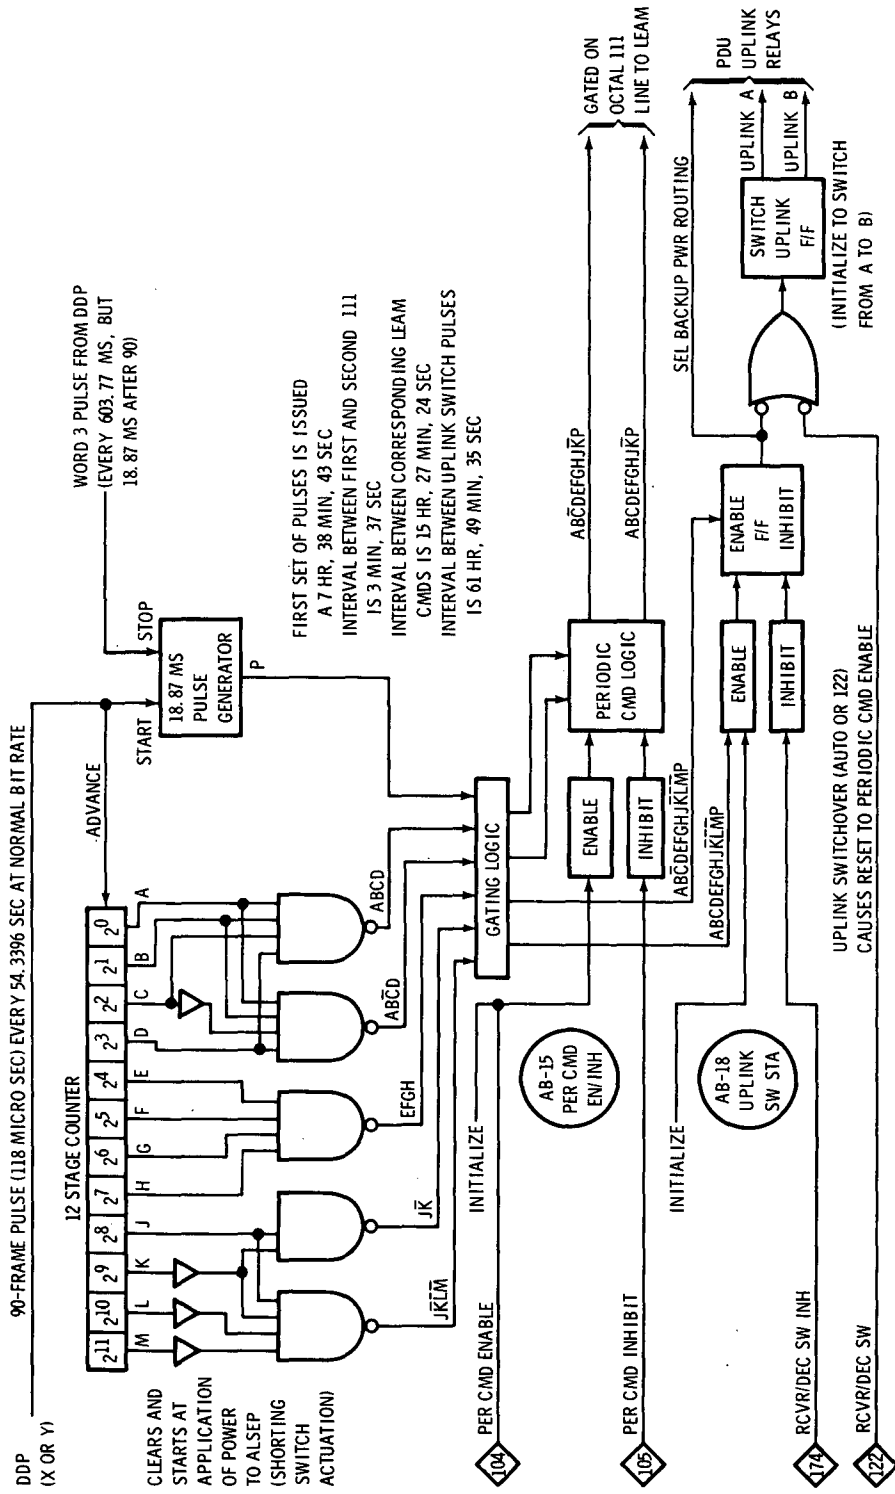 DDP
(X OR Y)
90-FRAME PULSE (118 MICRO SEC) EVERY 54.3396 SEC AT NORMAL BIT RATE
12 STAGE COUNTER
2^11 2^10 2^9 2^8 2^7 2^6 2^5 2^4 2^3 2^2 2^1 2^0
M L K J H G F E D C B A
ADVANCE
CLEARS AND
STARTS AT
APPLICATION
OF POWER
TO ALSEP
(SHORTING
SWITCH
ACTUATION)
J̅K̅L̅M̅
J̅K̅
EFGH
ABC̅D
ABCD
START
STOP
18.87 MS
PULSE
GENERATOR
P
WORD 3 PULSE FROM DDP
(EVERY 603.77 MS, BUT
18.87 MS AFTER 90)
FIRST SET OF PULSES IS ISSUED
A 7 HR, 38 MIN, 43 SEC
INTERVAL BETWEEN FIRST AND SECOND 111
IS 3 MIN, 37 SEC
INTERVAL BETWEEN CORRESPONDING LEAM
CMDS IS 15 HR, 27 MIN, 24 SEC
INTERVAL BETWEEN UPLINK SWITCH PULSES
IS 61 HR, 49 MIN, 35 SEC
GATING LOGIC
104
PER CMD ENABLE
INITIALIZE
AB-15
PER CMD
EN/INH
ENABLE
105
PER CMD INHIBIT
INHIBIT
PERIODIC
CMD LOGIC
ABC̅DEFGHJK̅P
ABCDEFGHJK̅P
GATED ON
OCTAL 111
LINE TO LEAM
ABC̅DEFGHJK̅L̅M̅P
ABCDEFGHJK̅L̅M̅P
INITIALIZE
AB-18
UPLINK
SW STA
ENABLE
INHIBIT
ENABLE
F/F
INHIBIT
SEL BACKUP PWR ROUTING
SWITCH
UPLINK
F/F
UPLINK A
UPLINK B
PDU
UPLINK
RELAYS
(INITIALIZE TO SWITCH
FROM A TO B)
174
RCVR/DEC SW INH
122
RCVR/DEC SW
UPLINK SWITCHOVER (AUTO OR 122)
CAUSES RESET TO PERIODIC CMD ENABLE